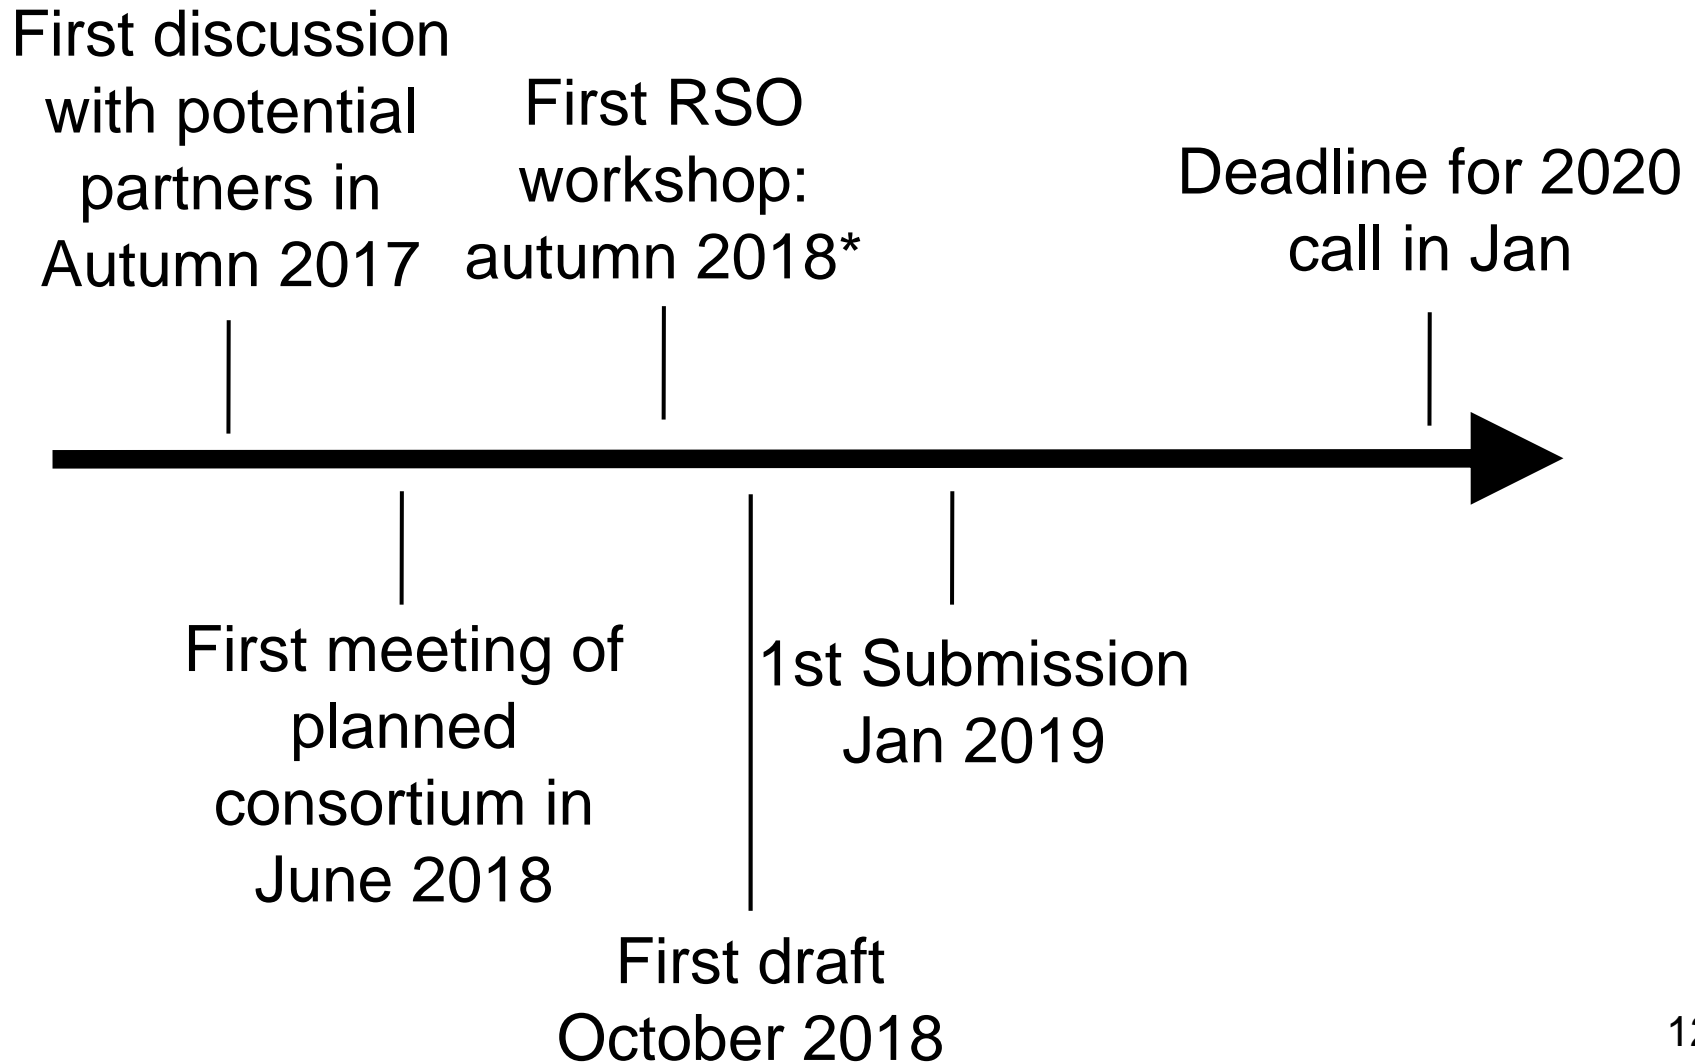 First discussion
with potential
partners in
Autumn 2017
First RSO
workshop:
autumn 2018*
Deadline for 2020
call in Jan
First meeting of
planned
consortium in
June 2018
1st Submission
Jan 2019
First draft
October 2018
12